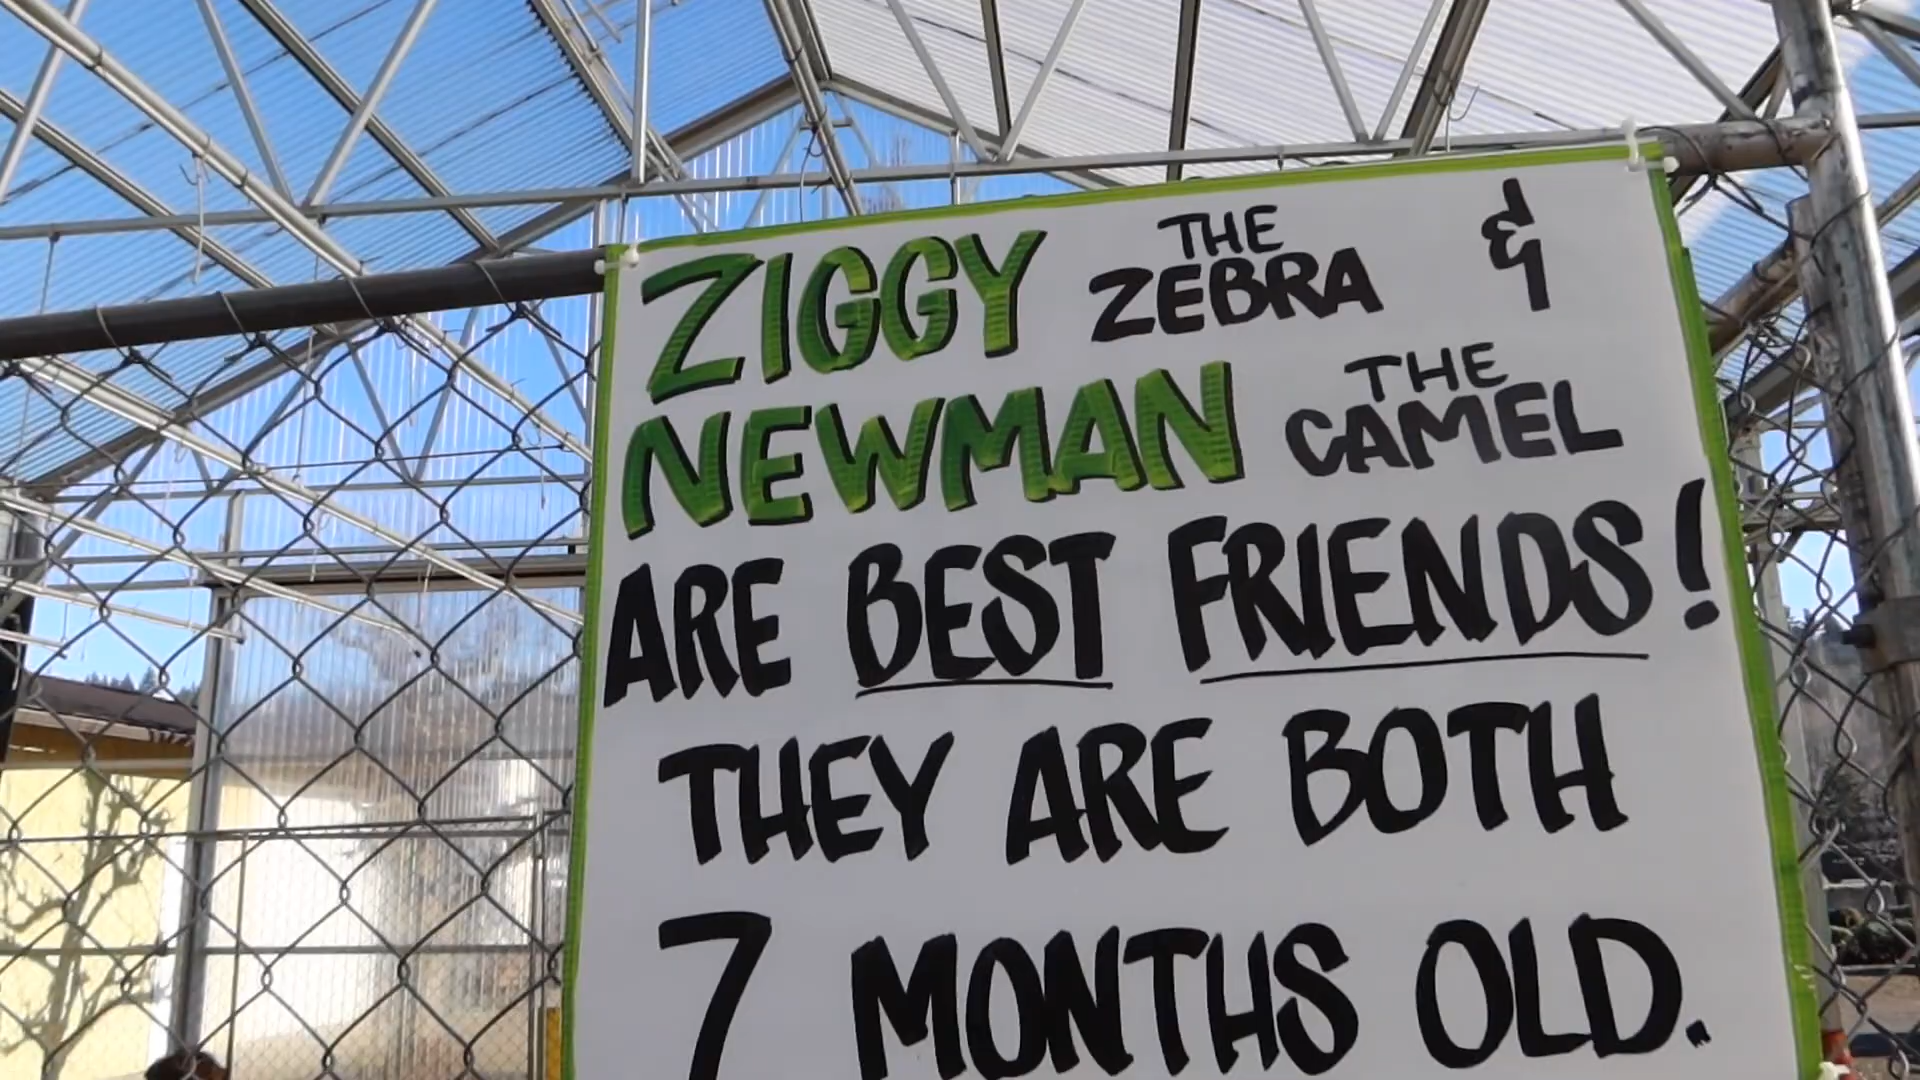 ZIGGY THE ZEBRA &
NEWMAN THE CAMEL
ARE BEST FRIENDS!
THEY ARE BOTH
7 MONTHS OLD.